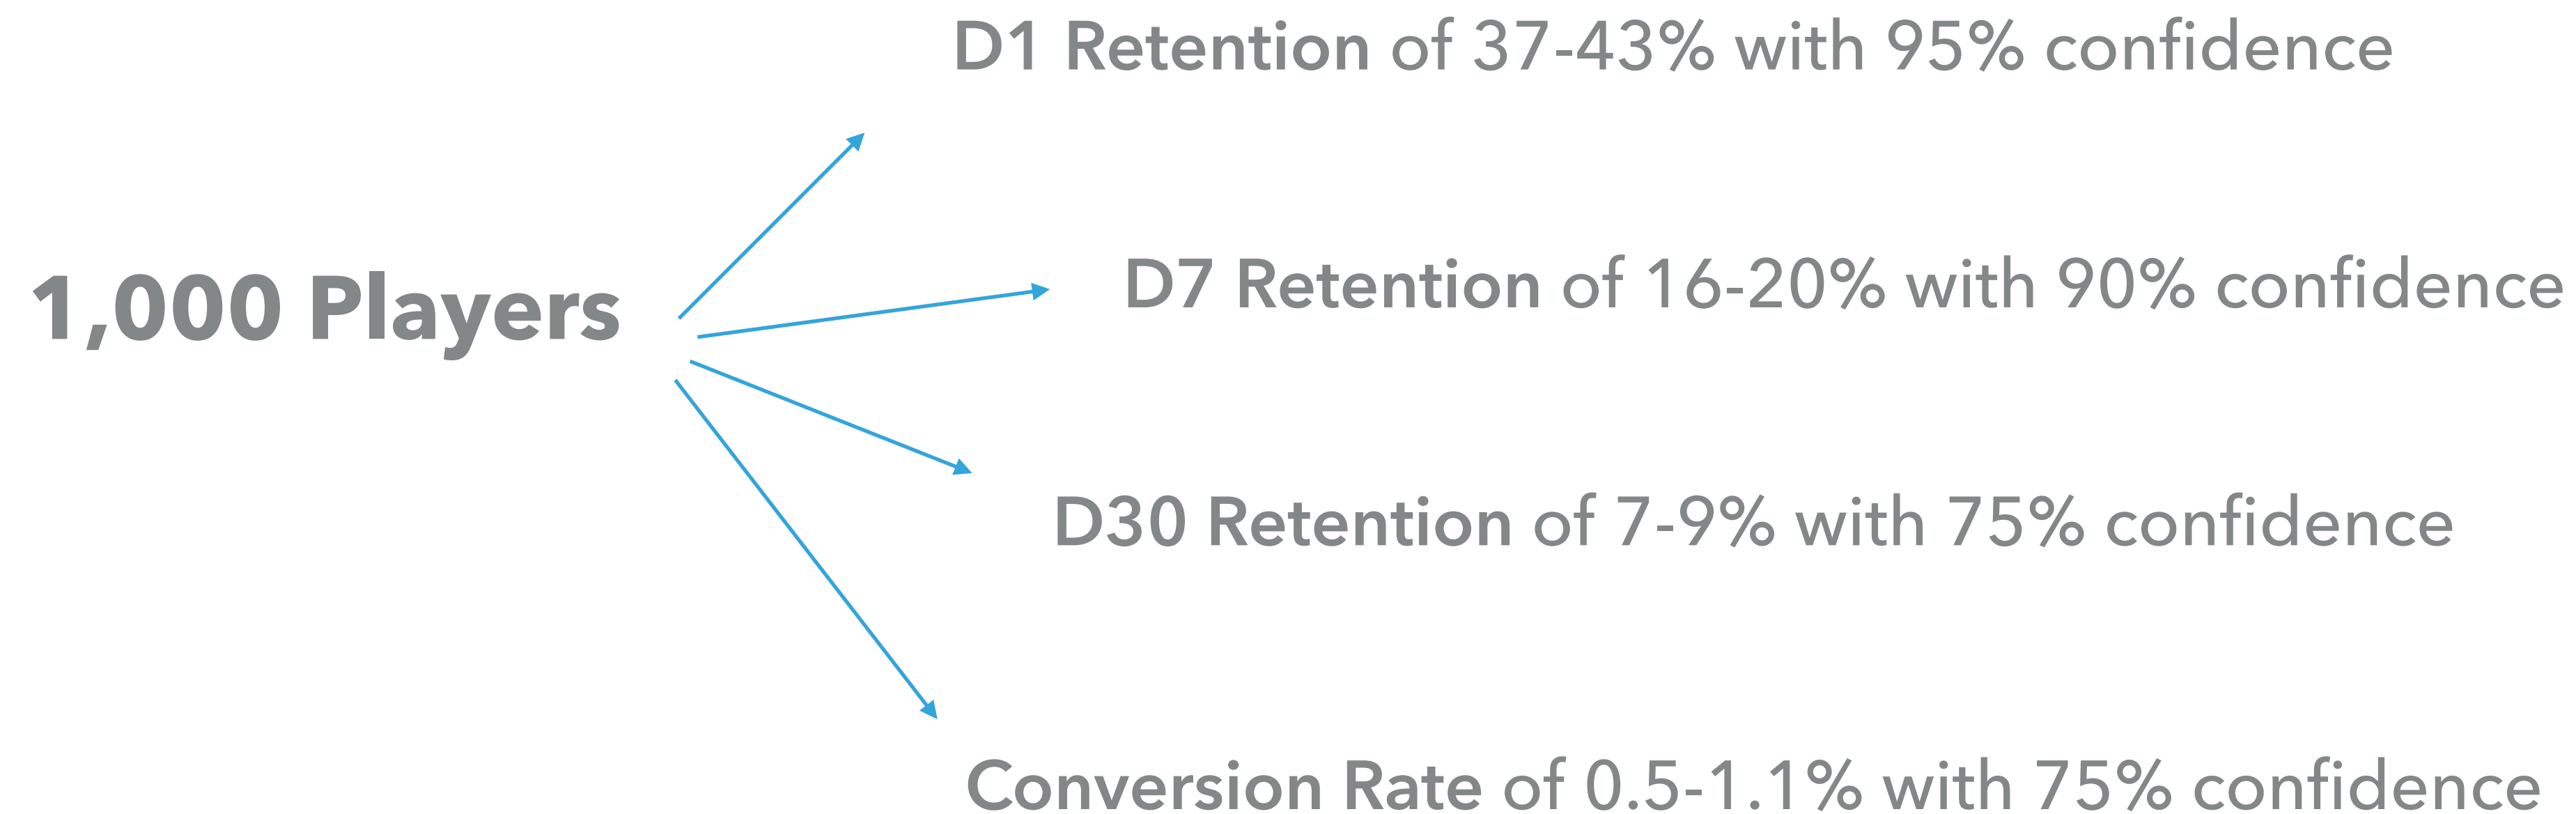 D1 Retention of 37-43% with 95% confidence
1,000 Players
D7 Retention of 16-20% with 90% confidence
D30 Retention of 7-9% with 75% confidence
Conversion Rate of 0.5-1.1% with 75% confidence